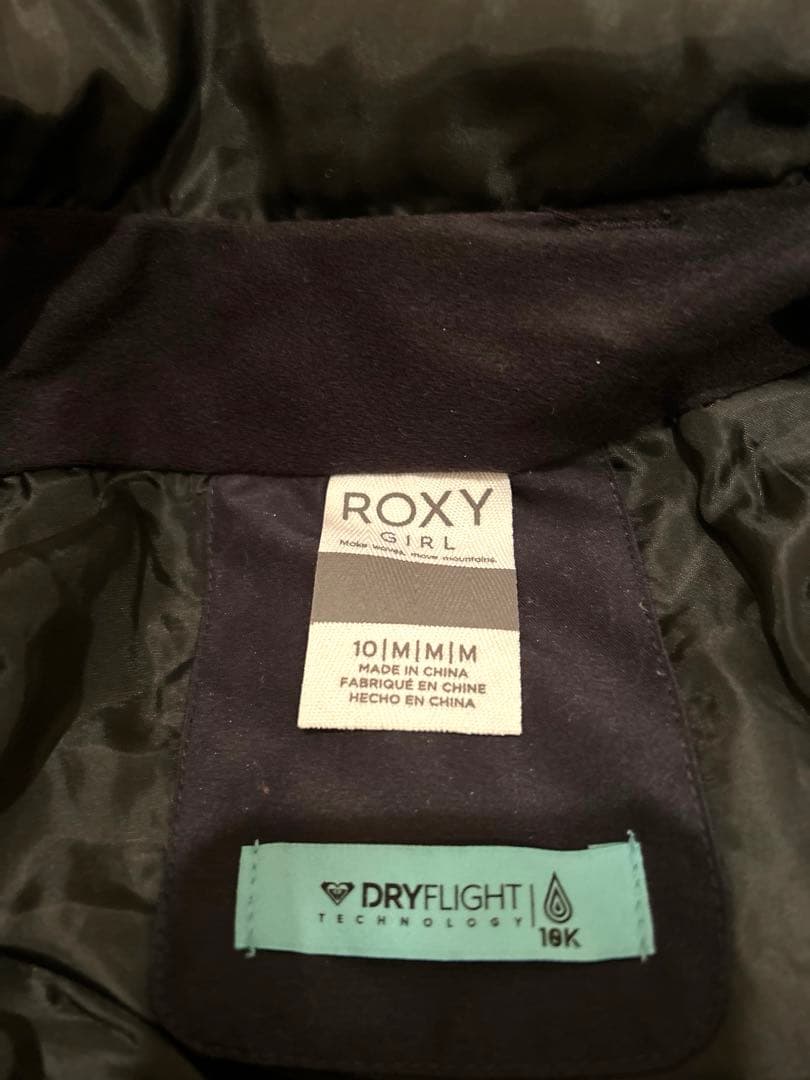 ROXY
GIRL
Make waves, move mountains.
10|M|M|M
MADE IN CHINA
FABRIQUÉ EN CHINE
HECHO EN CHINA
DRYFLIGHT
TECHNOLOGY
10K